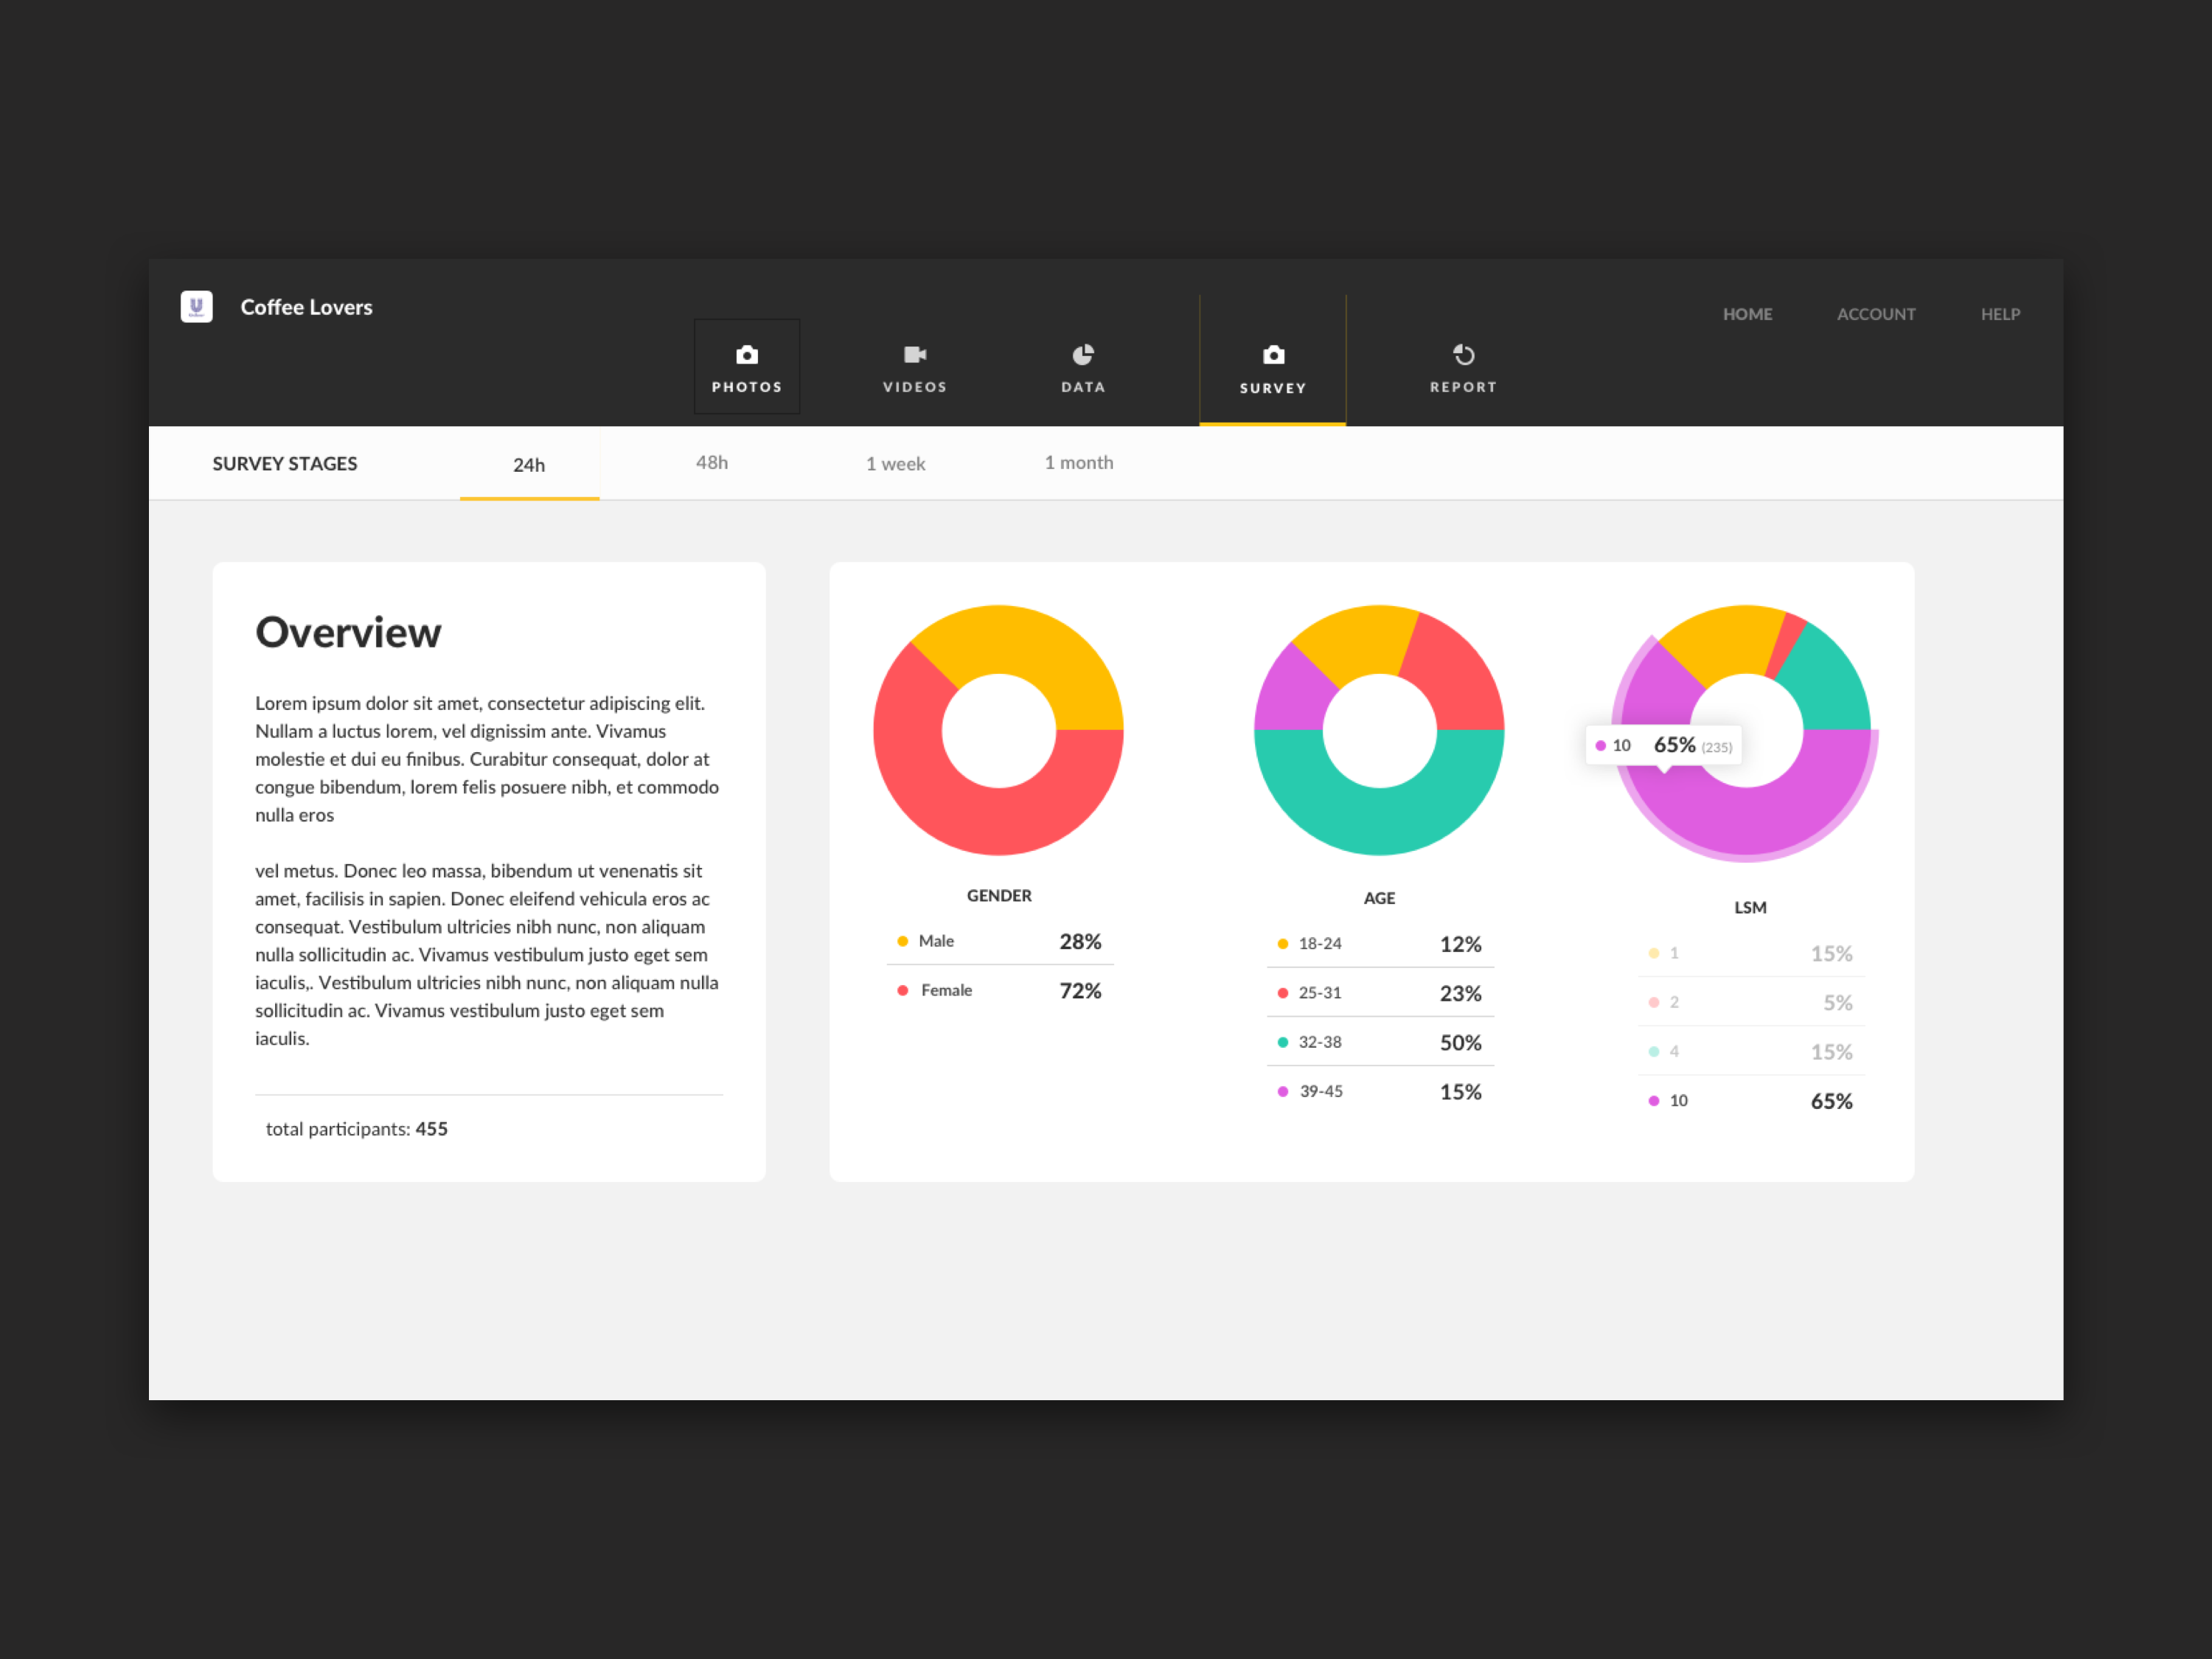 Coffee Lovers
HOME ACCOUNT HELP
PHOTOS VIDEOS DATA SURVEY REPORT
SURVEY STAGES 24h 48h 1 week 1 month
Overview
Lorem ipsum dolor sit amet, consectetur adipiscing elit.
Nullam a luctus lorem, vel dignissim ante. Vivamus
molestie et dui eu finibus. Curabitur consequat, dolor at
congue bibendum, lorem felis posuere nibh, et commodo
nulla eros
vel metus. Donec leo massa, bibendum ut venenatis sit
amet, facilisis in sapien. Donec eleifend vehicula eros ac
consequat. Vestibulum ultricies nibh nunc, non aliquam
nulla sollicitudin ac. Vivamus vestibulum justo eget sem
iaculis,. Vestibulum ultricies nibh nunc, non aliquam nulla
sollicitudin ac. Vivamus vestibulum justo eget sem
iaculis.
total participants: 455
GENDER
Male 28%
Female 72%
AGE
18-24 12%
25-31 23%
32-38 50%
39-45 15%
10 65% (235)
LSM
1 15%
2 5%
4 15%
10 65%